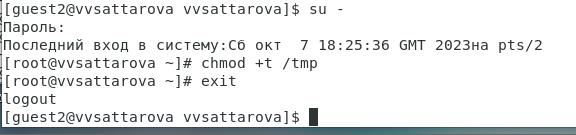 [guest2@vvsattarova vvsattarova]$ su -
Пароль:
Последний вход в систему:Сб окт  7 18:25:36 GMT 2023на pts/2
[root@vvsattarova ~]# chmod +t /tmp
[root@vvsattarova ~]# exit
logout
[guest2@vvsattarova vvsattarova]$